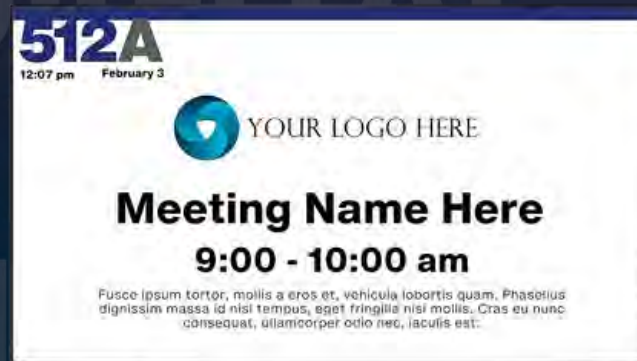 512A
12:07 pm February 3
YOUR LOGO HERE
Meeting Name Here
9:00 - 10:00 am
Fusce ipsum tortor, mollis a eros et, vehicula lobortis quam. Phasellus
dignissim massa id nisl tempus, eget fringilla nisi mollis. Cras eu nunc
consequat, ullamcorper odio nec, iaculis est.